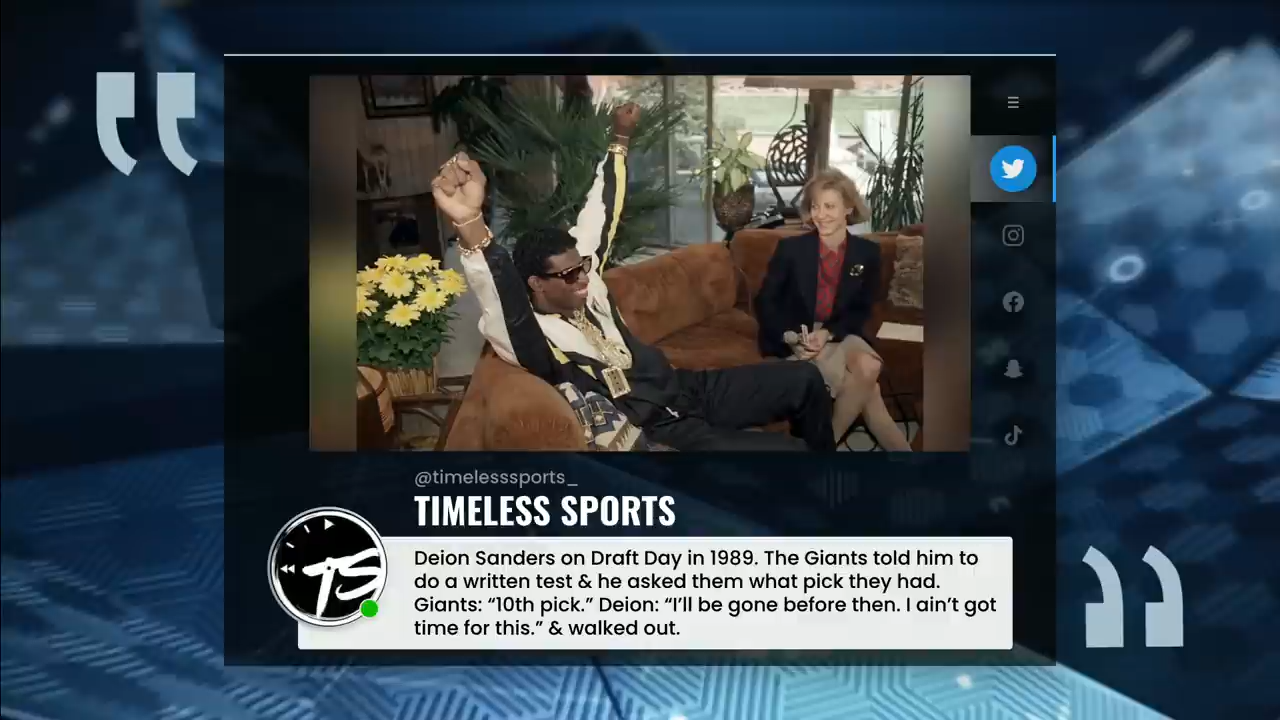 @timelesssports_
TIMELESS SPORTS
TS
Deion Sanders on Draft Day in 1989. The Giants told him to
do a written test & he asked them what pick they had.
Giants: “10th pick.” Deion: “I’ll be gone before then. I ain’t got
time for this.” & walked out.